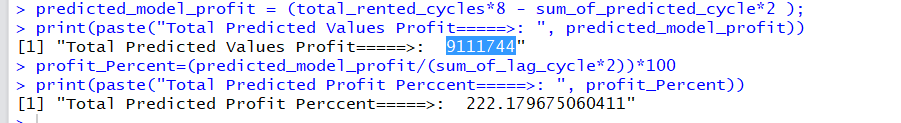 > predicted_model_profit = (total_rented_cycles*8 - sum_of_predicted_cycle*2 );
> print(paste("Total Predicted Values Profit=====>: ", predicted_model_profit))
[1] "Total Predicted Values Profit=====>:  9111744"
> profit_Percent=(predicted_model_profit/(sum_of_lag_cycle*2))*100
> print(paste("Total Predicted Profit Perccent=====>: ", profit_Percent))
[1] "Total Predicted Profit Perccent=====>:  222.179675060411"
>